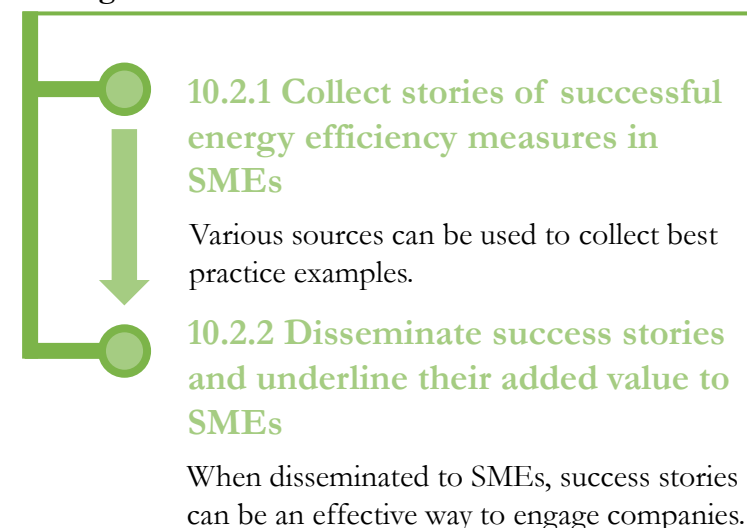 10.2.1 Collect stories of successful
energy efficiency measures in
SMEs
Various sources can be used to collect best
practice examples.
10.2.2 Disseminate success stories
and underline their added value to
SMEs
When disseminated to SMEs, success stories
can be an effective way to engage companies.